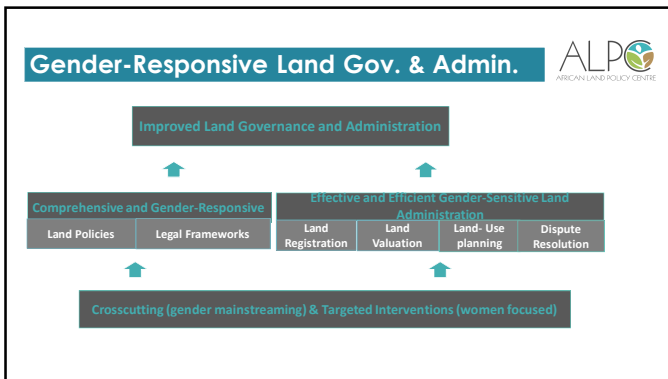 Gender-Responsive Land Gov. & Admin.
ALPC
AFRICAN LAND POLICY CENTRE
Improved Land Governance and Administration
Comprehensive and Gender-Responsive
Land Policies
Legal Frameworks
Effective and Efficient Gender-Sensitive Land
Administration
Land
Registration
Land
Valuation
Land- Use
planning
Dispute
Resolution
Crosscutting (gender mainstreaming) & Targeted Interventions (women focused)